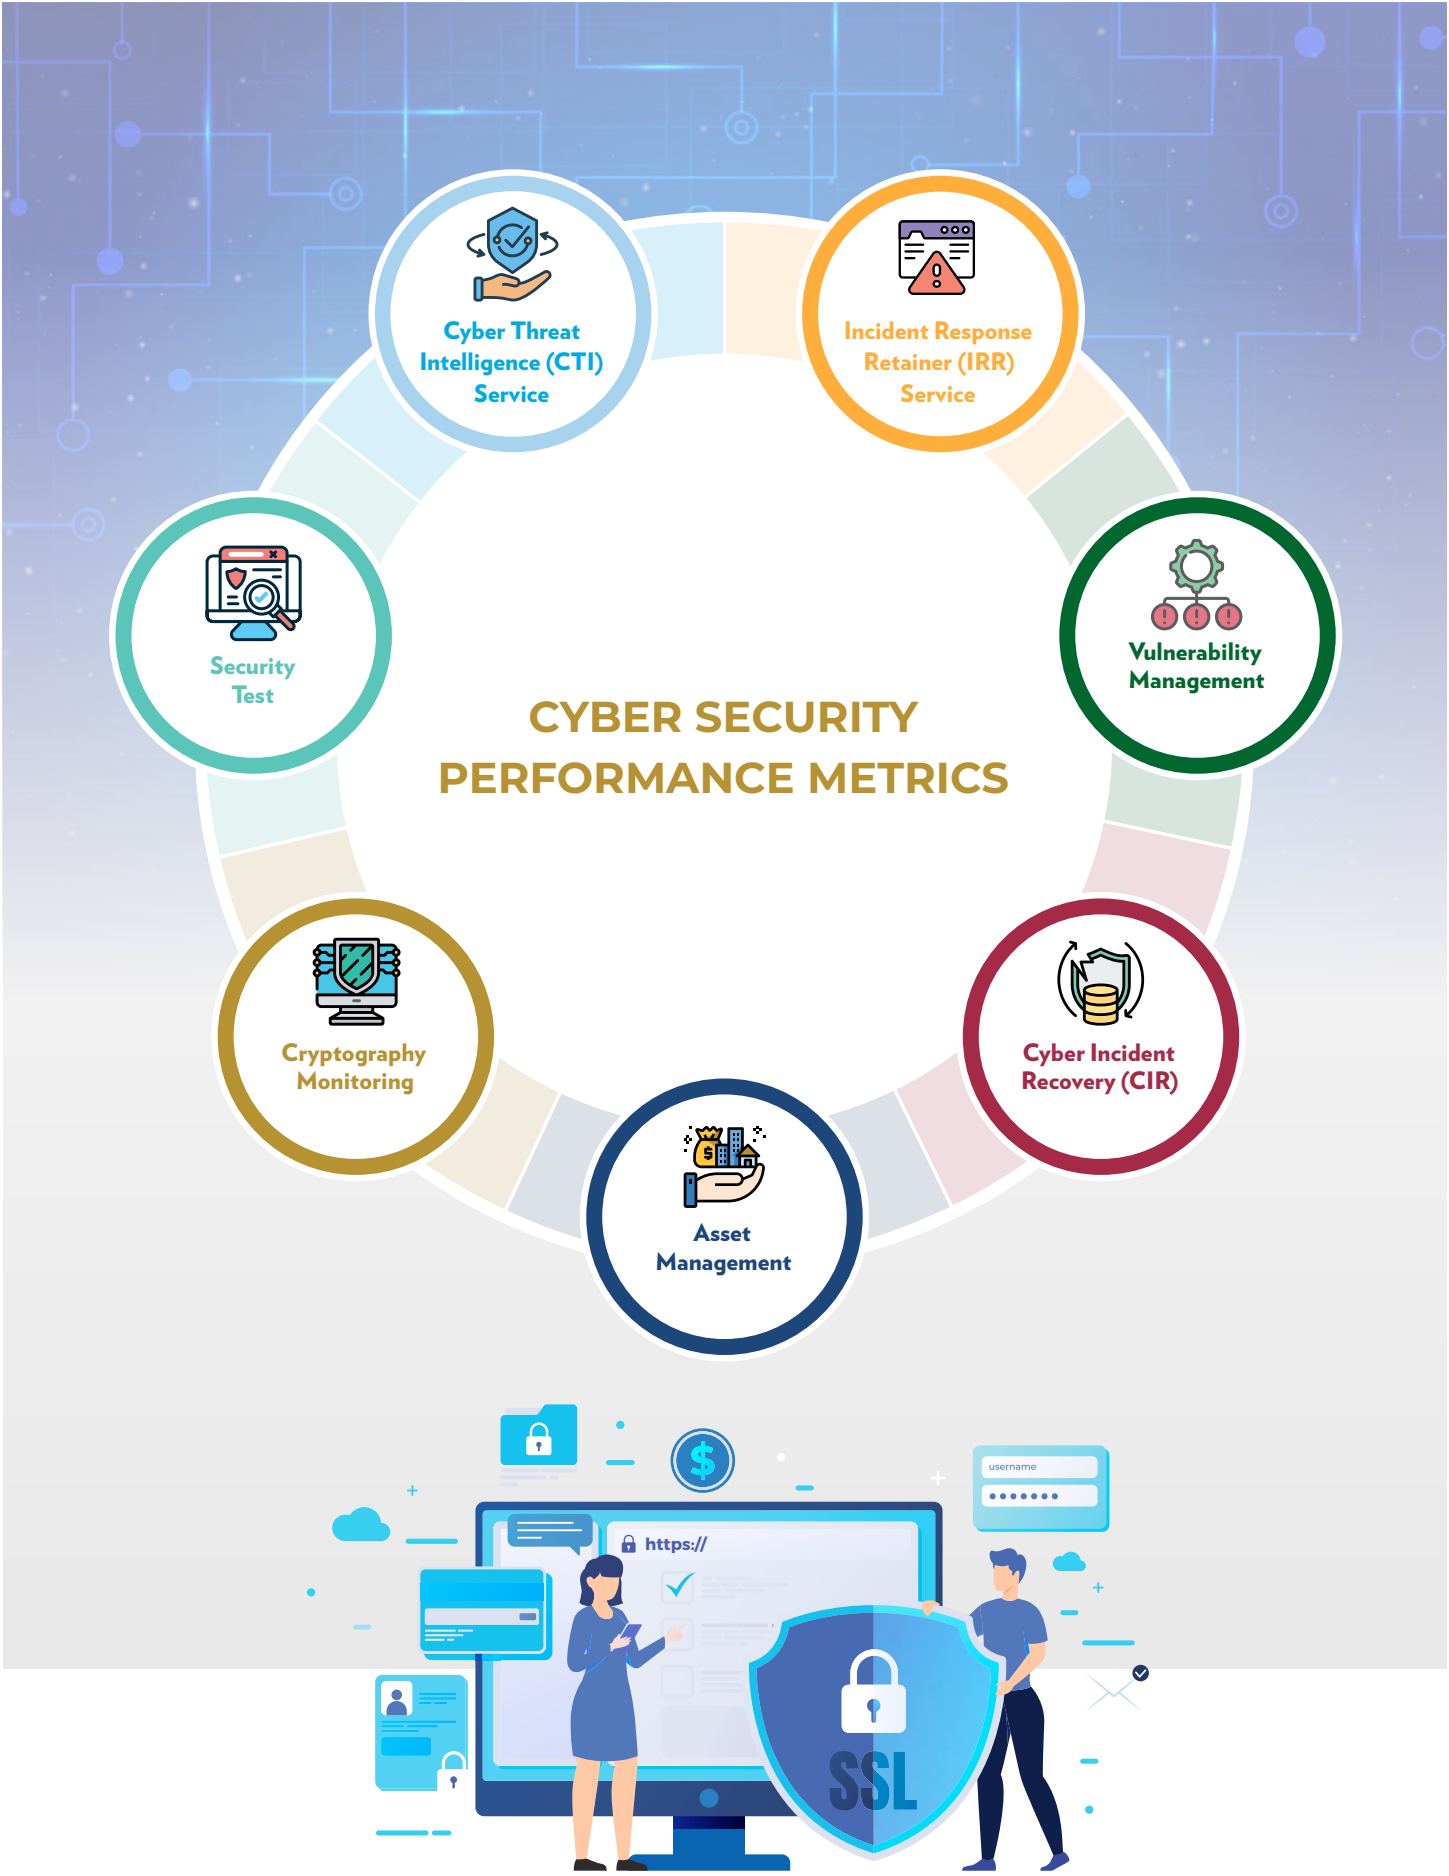 Cyber Threat
Intelligence (CTI)
Service
Incident Response
Retainer (IRR)
Service
Security
Test
Vulnerability
Management
CYBER SECURITY
PERFORMANCE METRICS
Cryptography
Monitoring
Cyber Incident
Recovery (CIR)
Asset
Management
$
username
https://
SSL